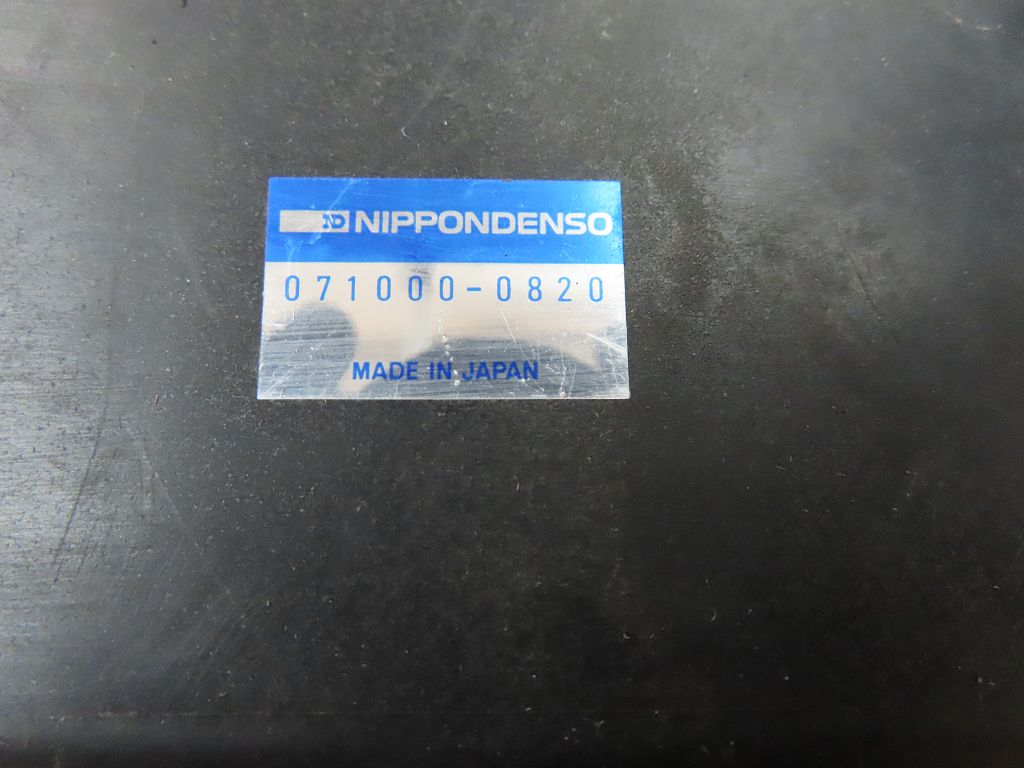 ND NIPPONDENSO
071000-0820
MADE IN JAPAN